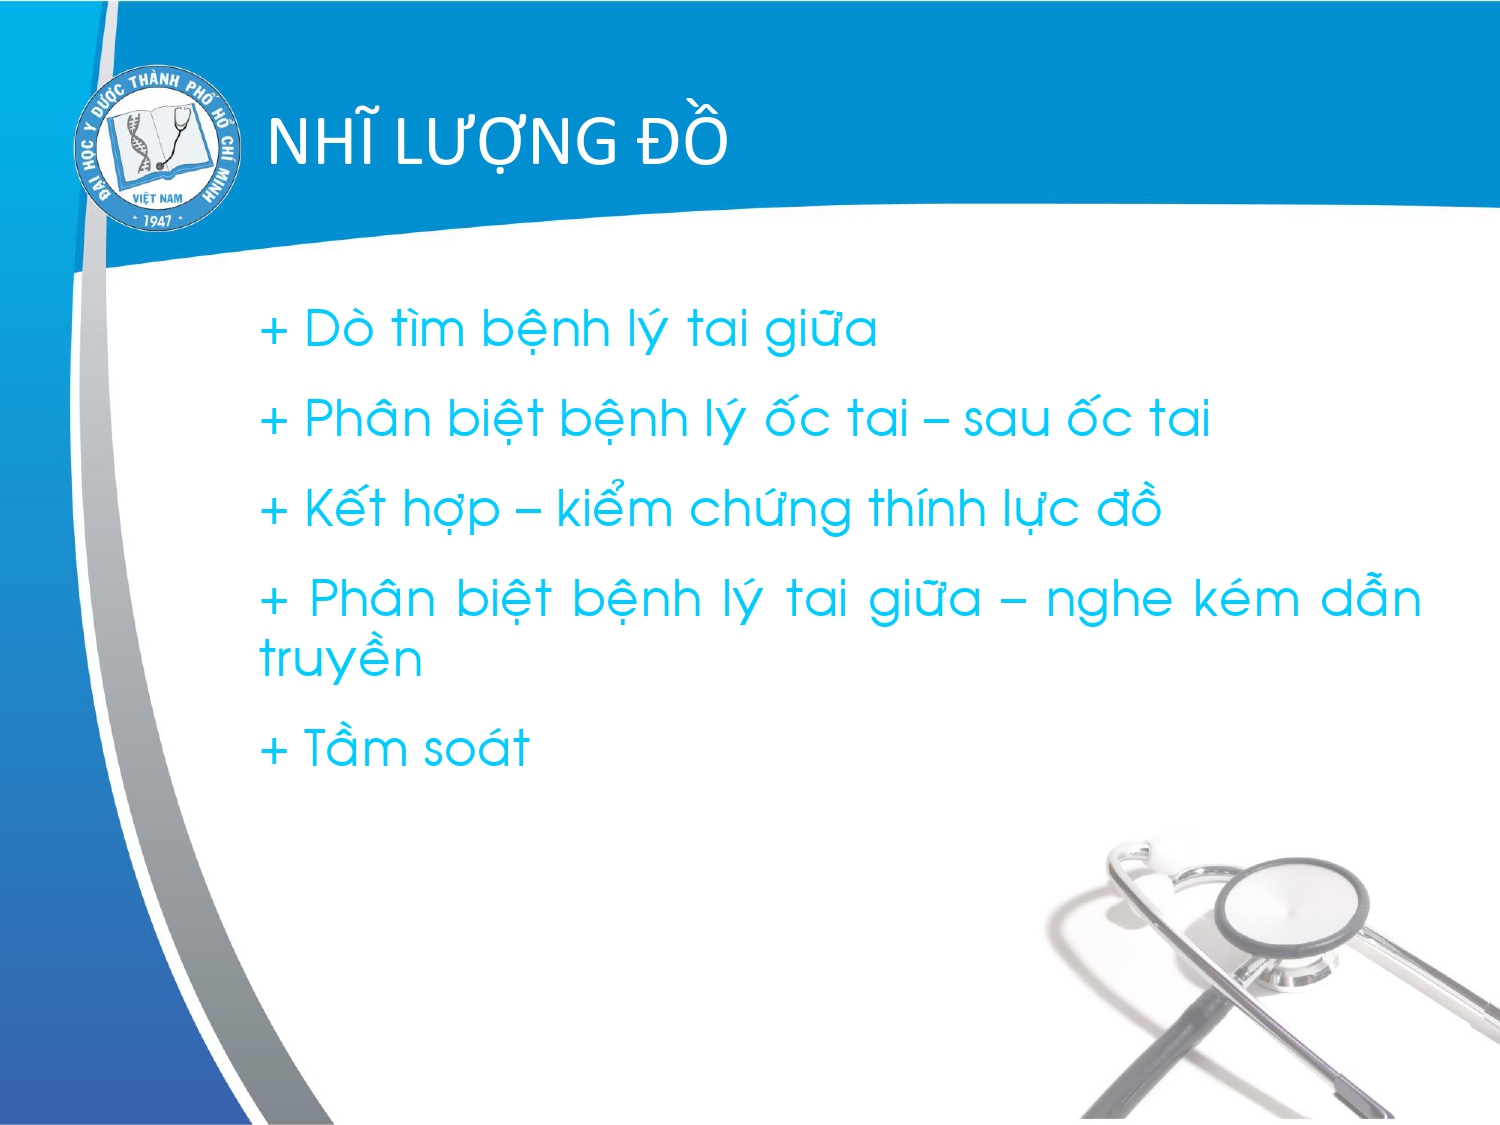 ĐẠI HỌC Y DƯỢC THÀNH PHỐ HỒ CHÍ MINH
VIỆT NAM
1947
NHĨ LƯỢNG ĐỒ
+ Dò tìm bệnh lý tai giữa
+ Phân biệt bệnh lý ốc tai – sau ốc tai
+ Kết hợp – kiểm chứng thính lực đồ
+ Phân biệt bệnh lý tai giữa – nghe kém dẫn
truyền
+ Tầm soát